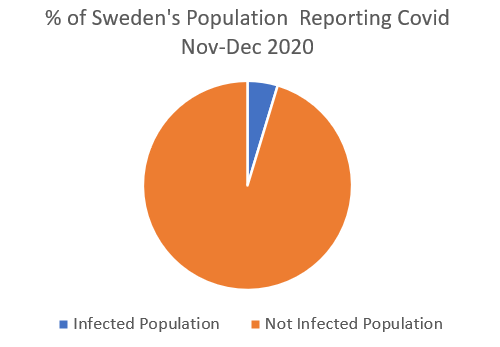 % of Sweden's Population  Reporting Covid
Nov-Dec 2020
Infected Population
Not Infected Population